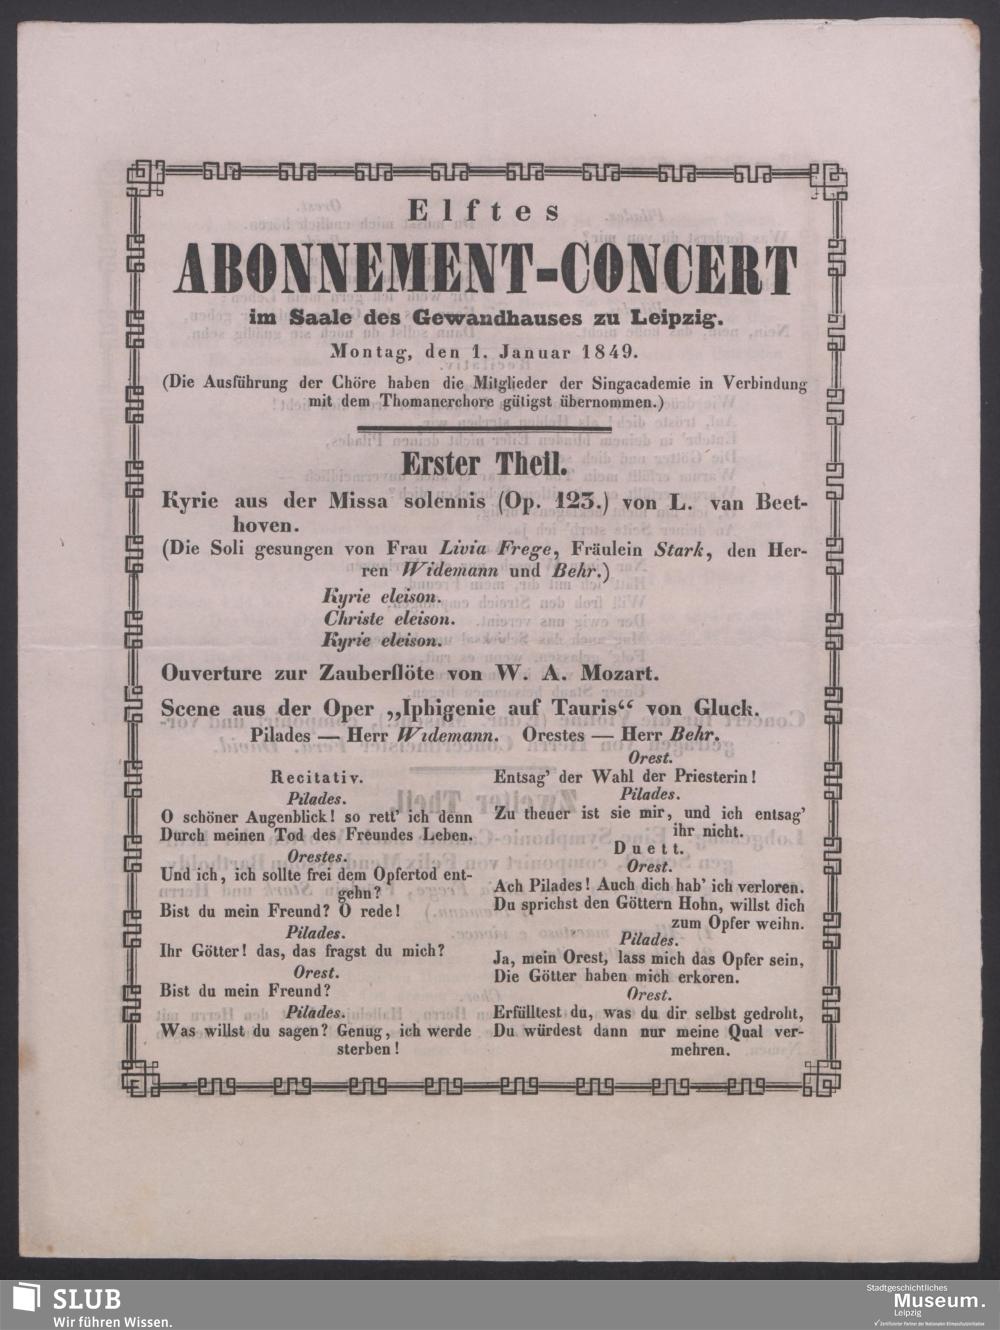 Elftes
ABONNEMENT-CONCERT
im Saale des Gewandhauses zu Leipzig.
Montag, den 1. Januar 1849.
(Die Ausführung der Chöre haben die Mitglieder der Singacademie in Verbindung
mit dem Thomanerchore gütigst übernommen.)
Erster Theil.
Kyrie aus der Missa solennis (Op. 123.) von L. van Beet-
hoven.
(Die Soli gesungen von Frau Livia Frege, Fräulein Stark, den Her-
ren Widemann und Behr.)
Kyrie eleison.
Christe eleison.
Kyrie eleison.
Ouverture zur Zauberflöte von W. A. Mozart.
Scene aus der Oper „Iphigenie auf Tauris“ von Gluck.
Pilades — Herr Widemann. Orestes — Herr Behr.
Recitativ.
Pilades.
O schöner Augenblick! so rett' ich denn
Durch meinen Tod des Freundes Leben.
Orestes.
Und ich, ich sollte frei dem Opfertod ent-
gehn?
Bist du mein Freund? O rede!
Pilades.
Ihr Götter! das, das fragst du mich?
Orest.
Bist du mein Freund?
Pilades.
Was willst du sagen? Genug, ich werde
sterben!
Orest.
Entsag' der Wahl der Priesterin!
Pilades.
Zu theuer ist sie mir, und ich entsag'
ihr nicht.
Duett.
Orest.
Ach Pilades! Auch dich hab' ich verloren.
Du sprichst den Göttern Hohn, willst dich
zum Opfer weihn.
Pilades.
Ja, mein Orest, lass mich das Opfer sein,
Die Götter haben mich erkoren.
Orest.
Erfülltest du, was du dir selbst gedroht,
Du würdest dann nur meine Qual ver-
mehren.
SLUB
Wir führen Wissen.
Stadtgeschichtliches
Museum.
Leipzig
Zertifizierter Partner der Nationalen Klimaschutzinitiative